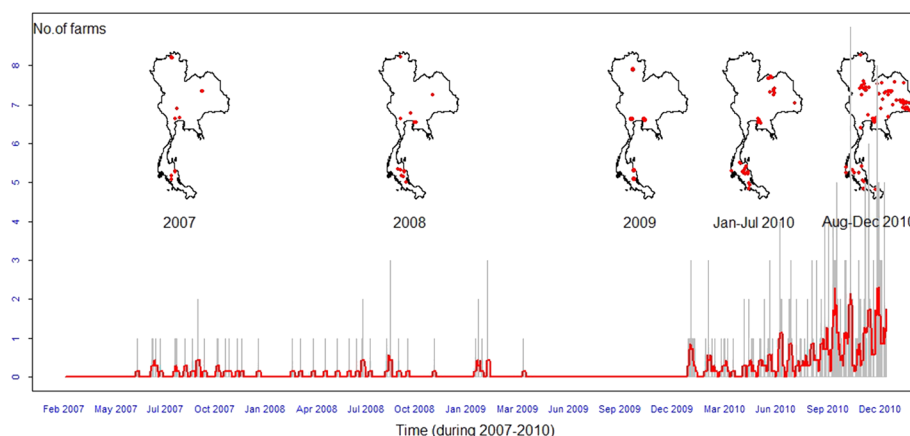 No.of farms
8
7
6
5
4
3
2
1
0
2007
2008
2009
Jan-Jul 2010
Aug-Dec 2010
Feb 2007 May 2007 Jul 2007 Oct 2007 Jan 2008 Apr 2008 Jul 2008 Oct 2008 Jan 2009 Mar 2009 Jun 2009 Sep 2009 Dec 2009 Mar 2010 Jun 2010 Sep 2010 Dec 2010
Time (during 2007-2010)